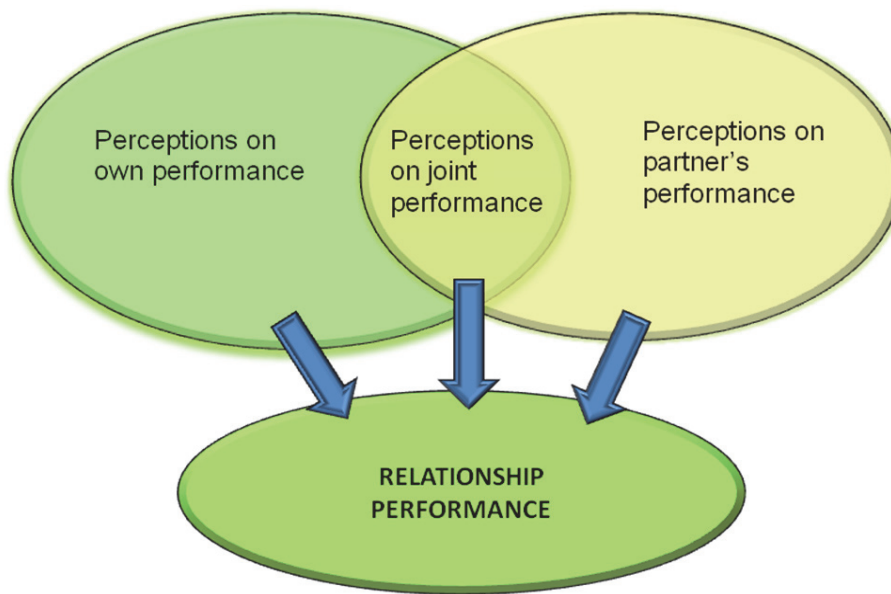 Perceptions on
own performance
Perceptions
on joint
performance
Perceptions on
partner's
performance
RELATIONSHIP
PERFORMANCE